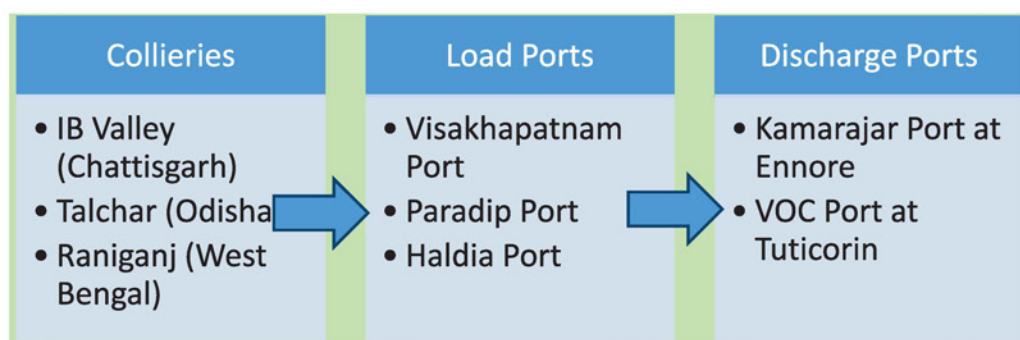 Collieries
• IB Valley
(Chattisgarh)
• Talchar (Odisha
• Raniganj (West
Bengal)
Load Ports
• Visakhapatnam
Port
• Paradip Port
• Haldia Port
Discharge Ports
• Kamarajar Port at
Ennore
• VOC Port at
Tuticorin